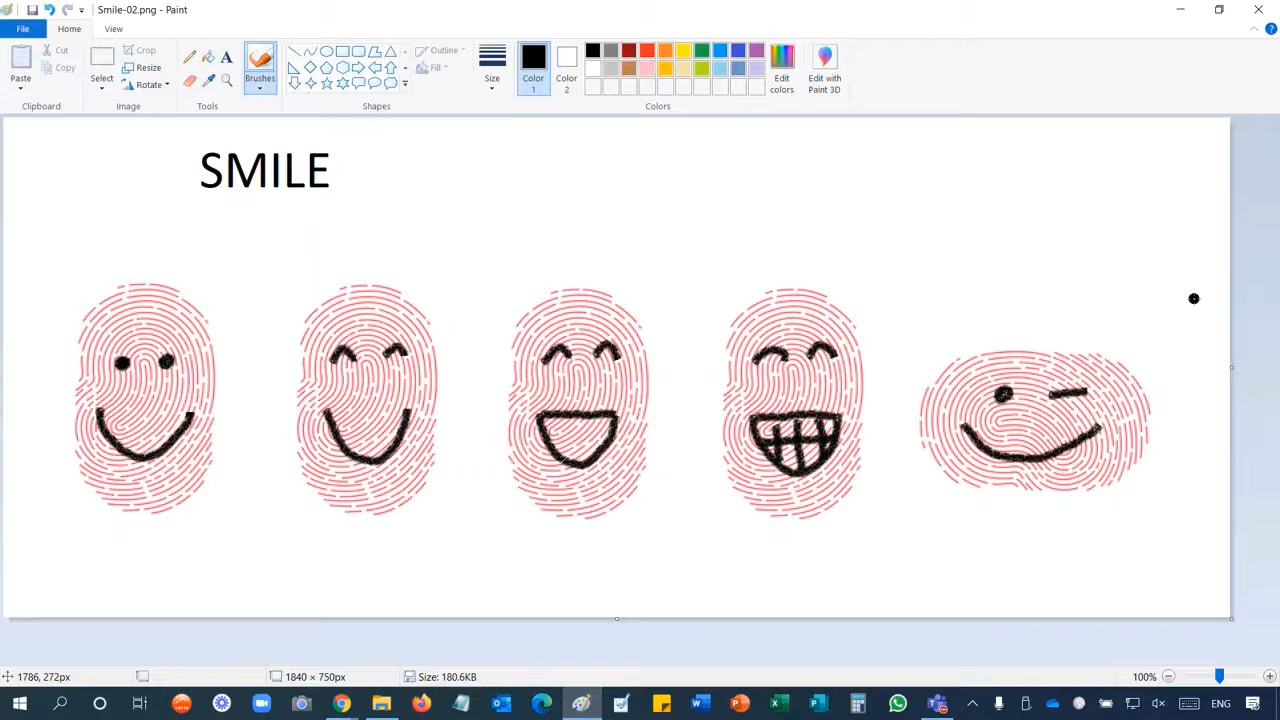 Smile-02.png - Paint
File
Home
View
Paste
Cut
Copy
Clipboard
Select
Crop
Resize
Rotate
Image
A
Tools
Brushes
Shapes
Outline
Fill
Size
Color
1
Color
2
Edit
colors
Edit with
Paint 3D
Colors
SMILE
1786, 272px
1840 × 750px
Size: 180.6KB
100%
ENG